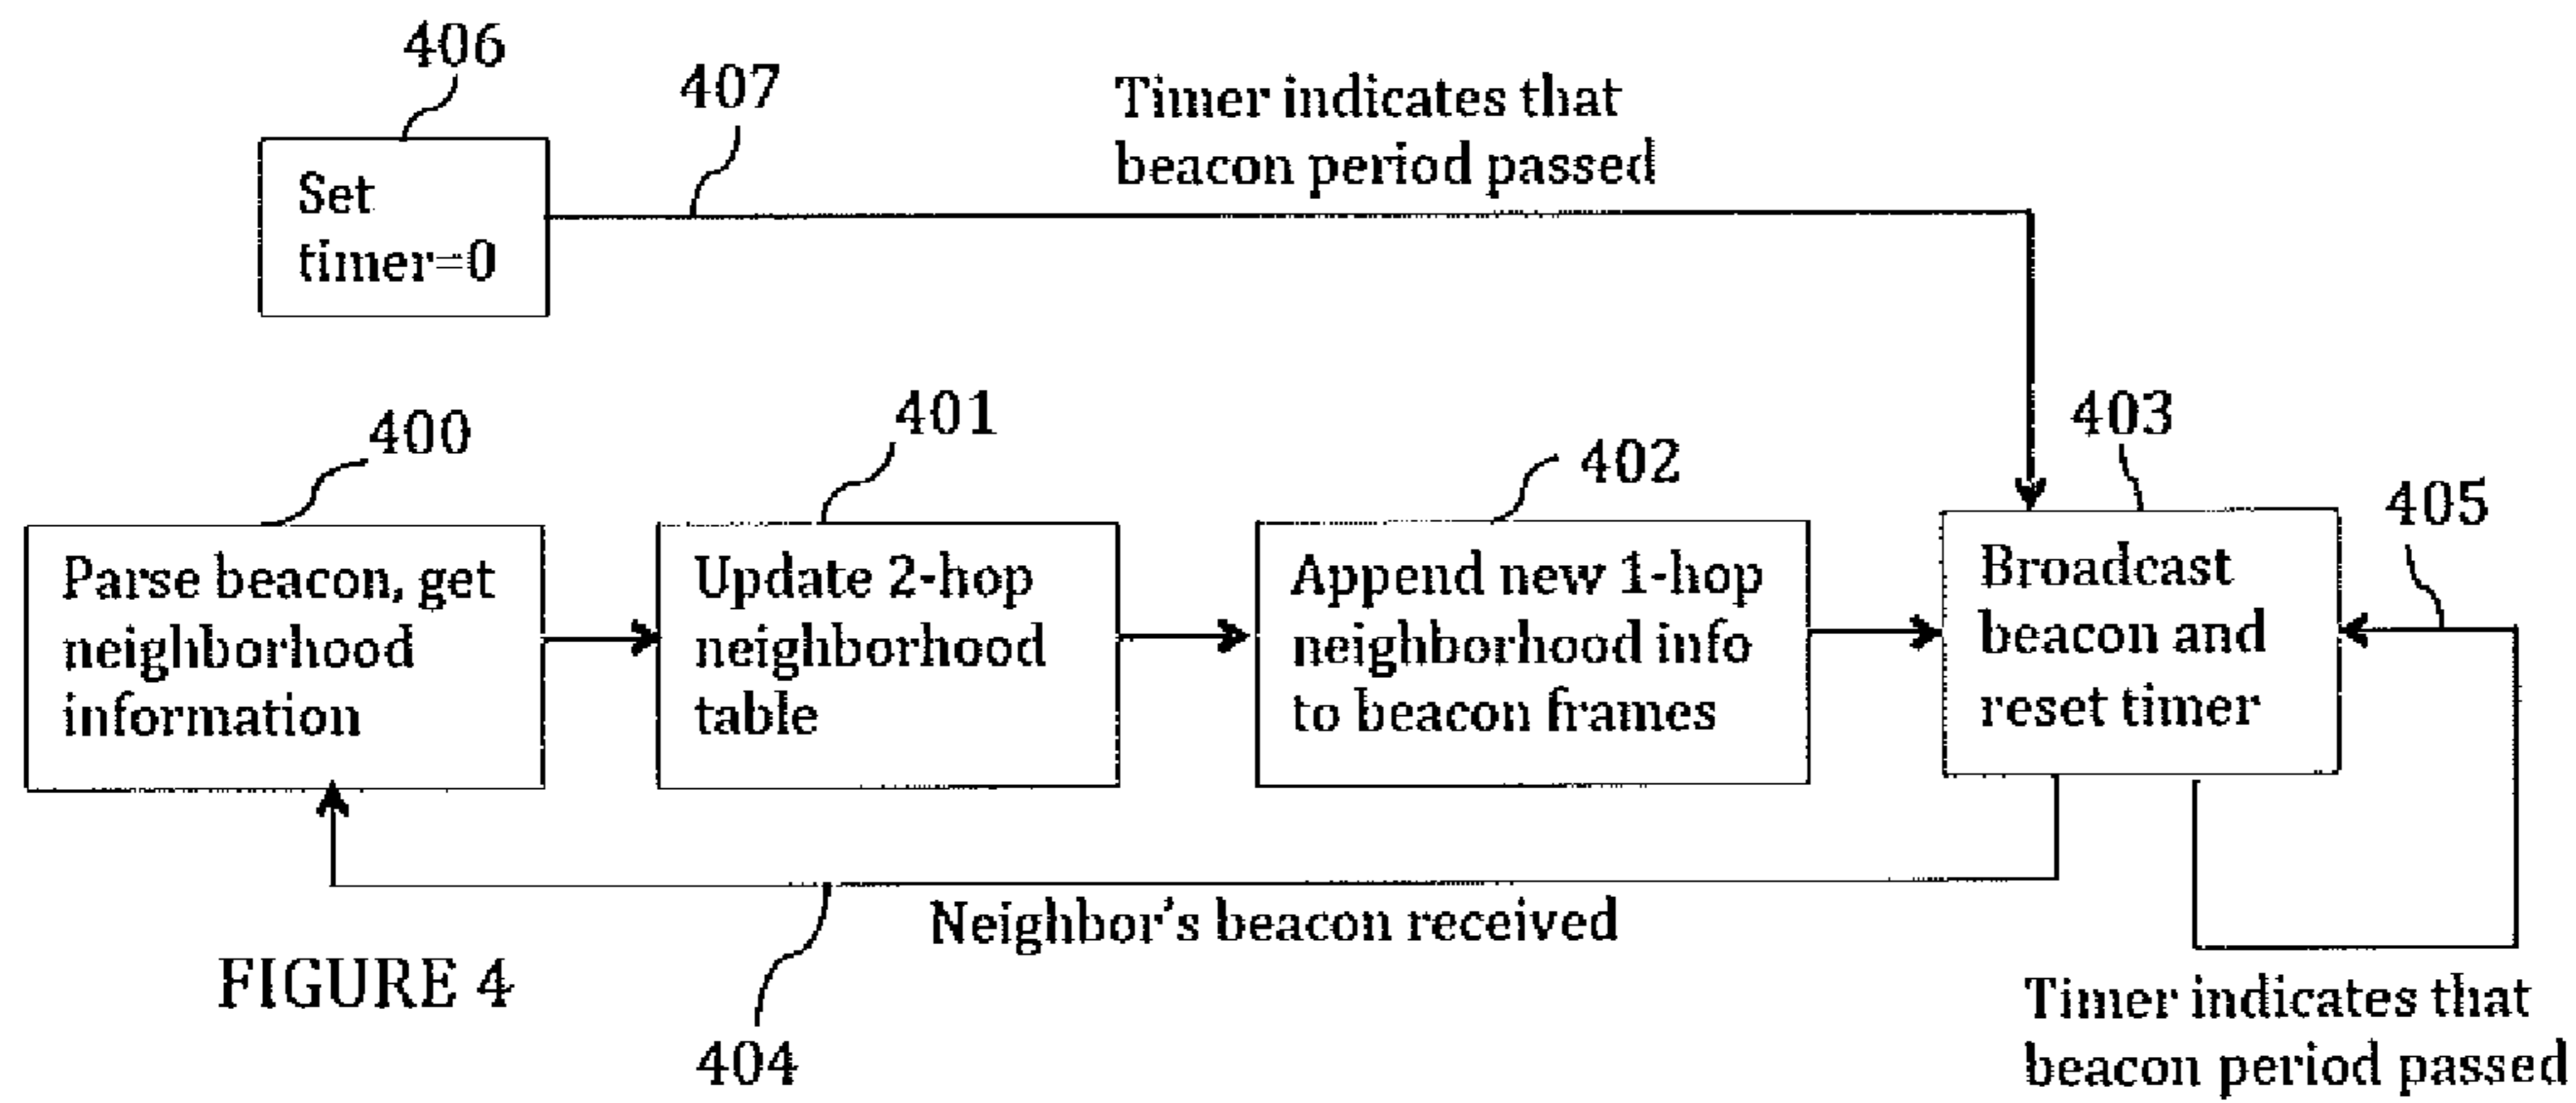 406
407
Timer indicates that
beacon period passed
Set
timer=0
400
401
402
403
405
Parse beacon, get
neighborhood
information
Update 2-hop
neighborhood
table
Append new 1-hop
neighborhood info
to beacon frames
Broadcast
beacon and
reset timer
Neighbor's beacon received
FIGURE 4
404
Timer indicates that
beacon period passed